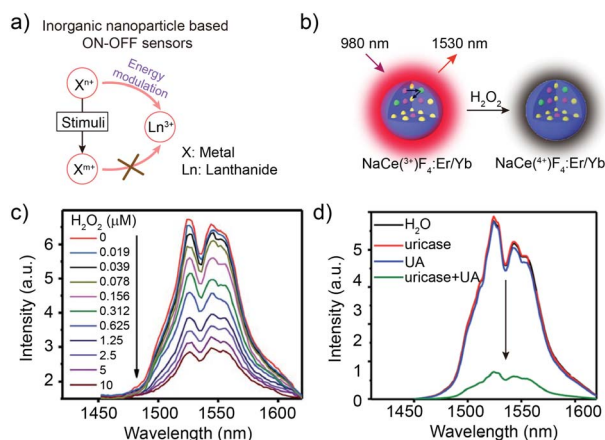 a)
Inorganic nanoparticle based
ON-OFF sensors
Energy
modulation
Xⁿ⁺
Stimuli
Ln³⁺
Xᵐ⁺
X: Metal
Ln: Lanthanide
b)
980 nm
1530 nm
H₂O₂
NaCe(³⁺)F₄:Er/Yb
NaCe(⁴⁺)F₄:Er/Yb
c)
H₂O₂ (μM)
0
0.019
0.039
0.078
0.156
0.312
0.625
1.25
2.5
5
10
Intensity (a.u.)
6
5
4
3
2
1450
1500
1550
1600
Wavelength (nm)
d)
H₂O
uricase
UA
uricase+UA
Intensity (a.u.)
5
4
3
2
1
0
1450
1500
1550
1600
Wavelength (nm)